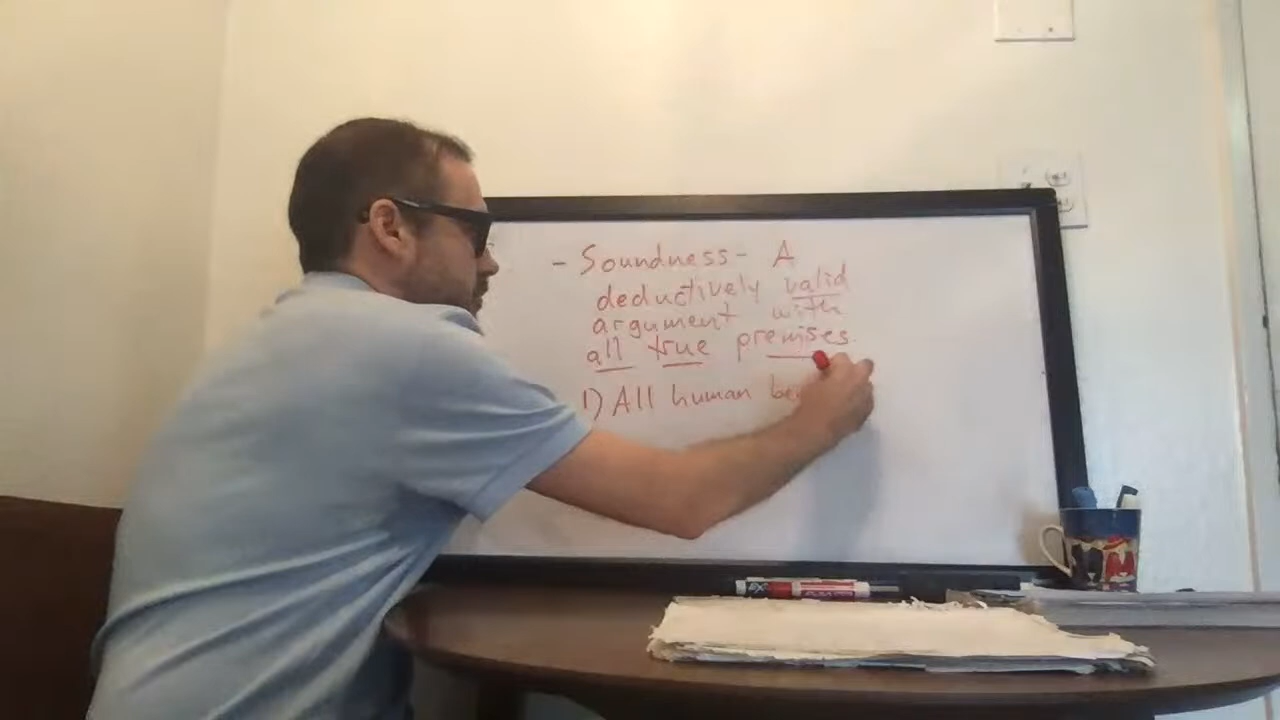 - Soundness - A
deductively valid
argument with
all true premises
1) All human be